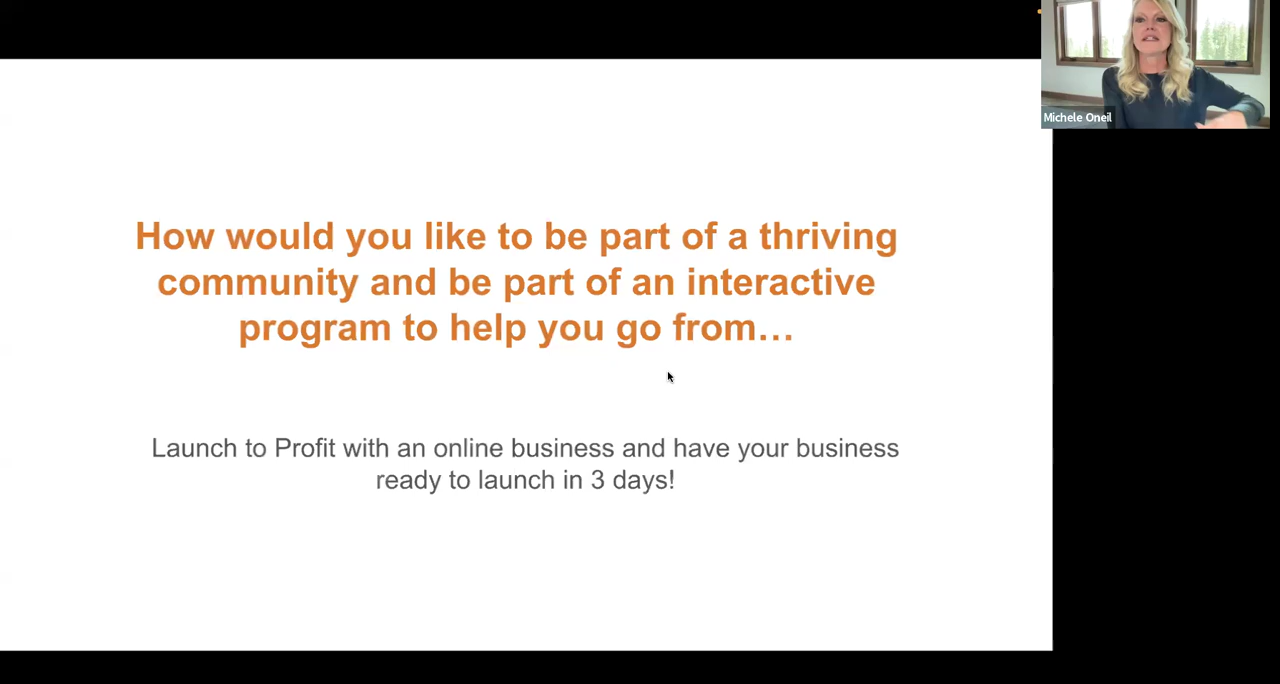 Michele Oneil
How would you like to be part of a thriving
community and be part of an interactive
program to help you go from…
Launch to Profit with an online business and have your business
ready to launch in 3 days!